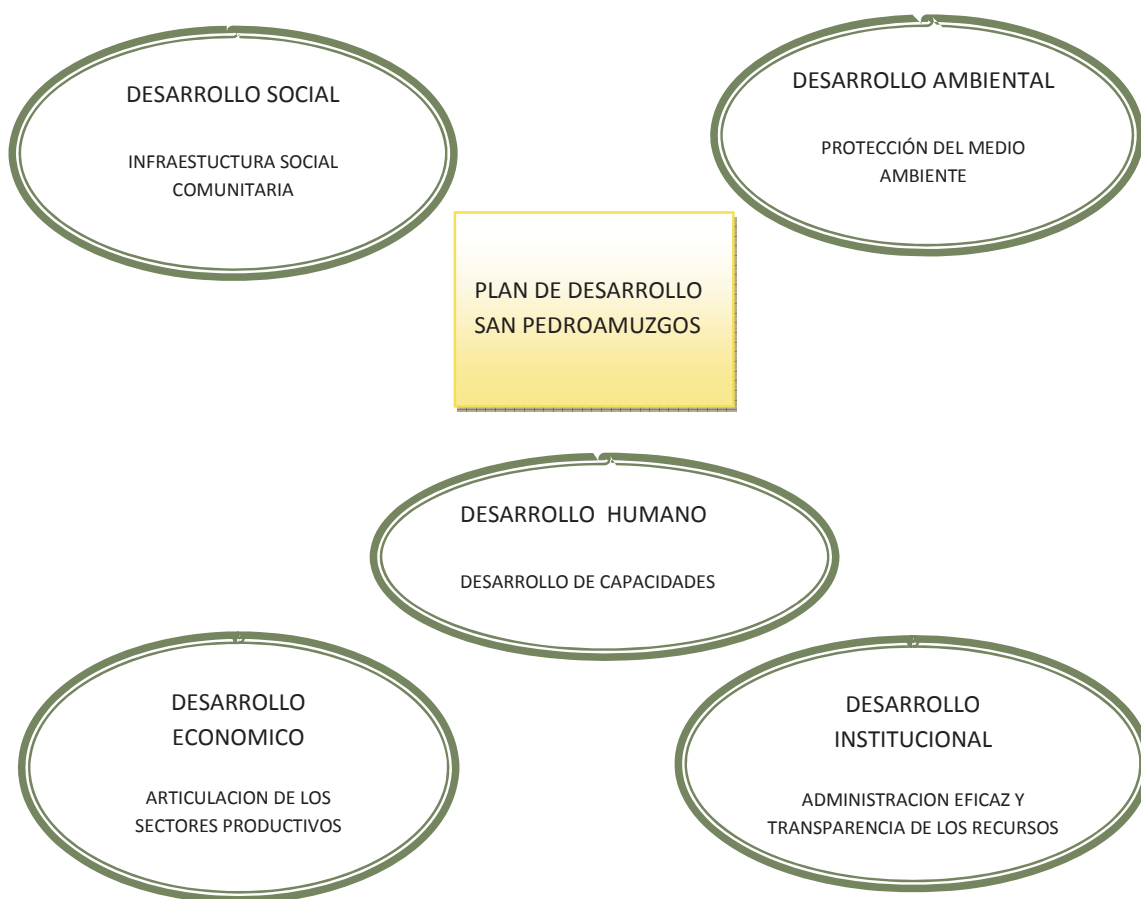 DESARROLLO SOCIAL
INFRAESTUCTURA SOCIAL
COMUNITARIA
DESARROLLO AMBIENTAL
PROTECCIÓN DEL MEDIO
AMBIENTE
PLAN DE DESARROLLO
SAN PEDROAMUZGOS
DESARROLLO HUMANO
DESARROLLO DE CAPACIDADES
DESARROLLO
ECONOMICO
ARTICULACION DE LOS
SECTORES PRODUCTIVOS
DESARROLLO
INSTITUCIONAL
ADMINISTRACION EFICAZ Y
TRANSPARENCIA DE LOS RECURSOS